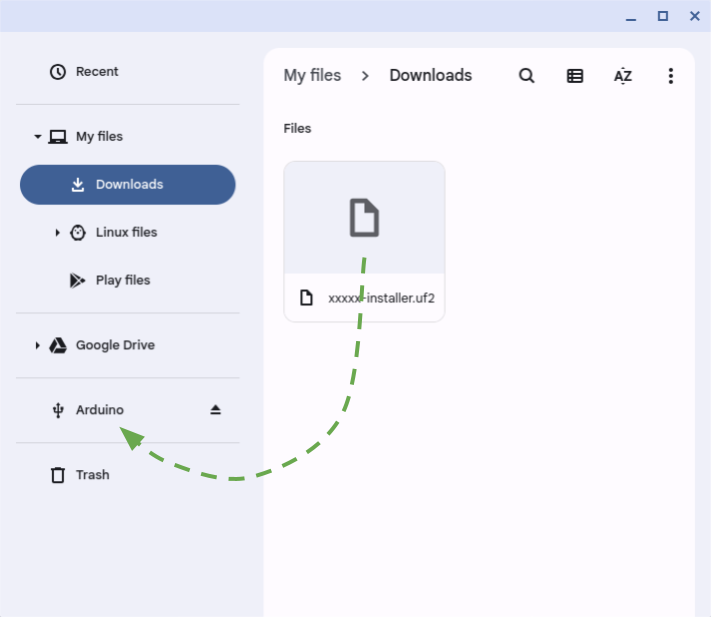 Recent
My files
Downloads
Linux files
Play files
Google Drive
Arduino
Trash
My files > Downloads
AZ
Files
xxxxx-installer.uf2